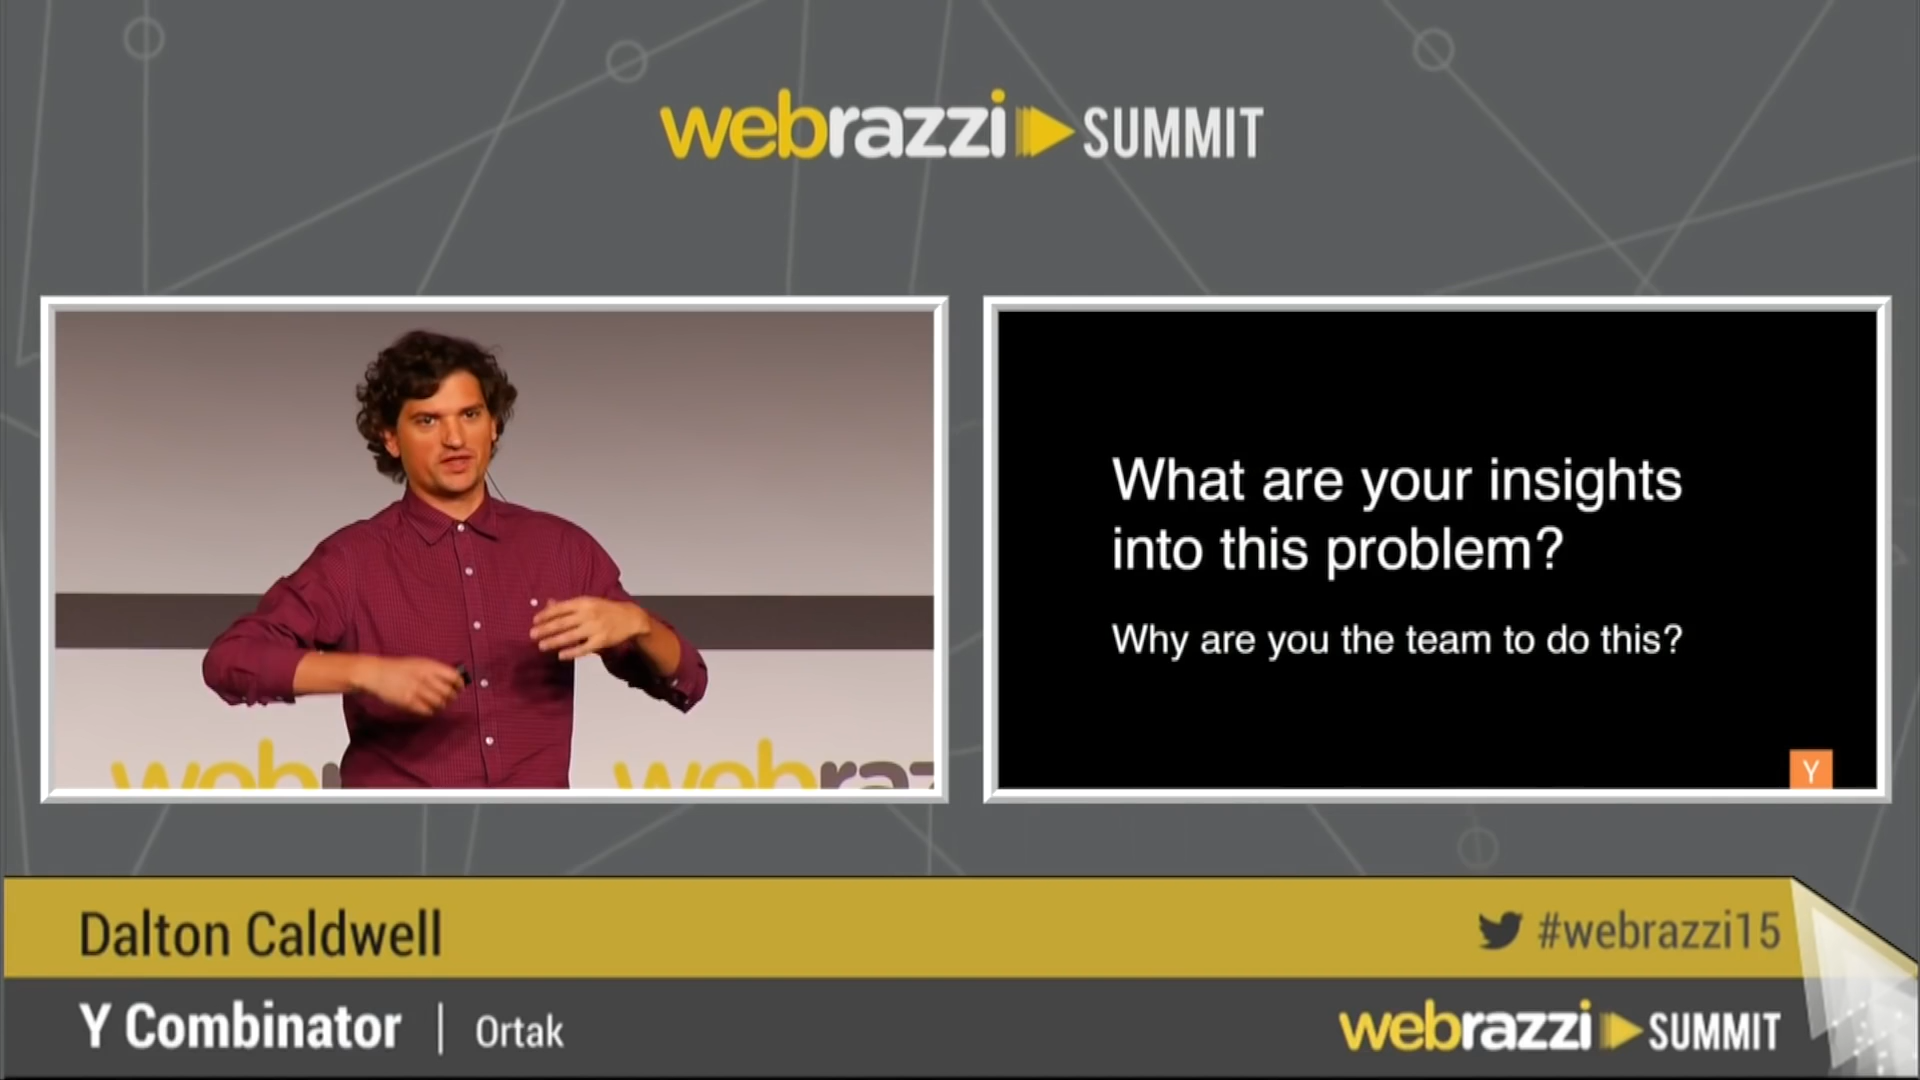 webrazzi SUMMIT
What are your insights
into this problem?
Why are you the team to do this?
Y
Dalton Caldwell
#webrazzi15
Y Combinator | Ortak
webrazzi SUMMIT